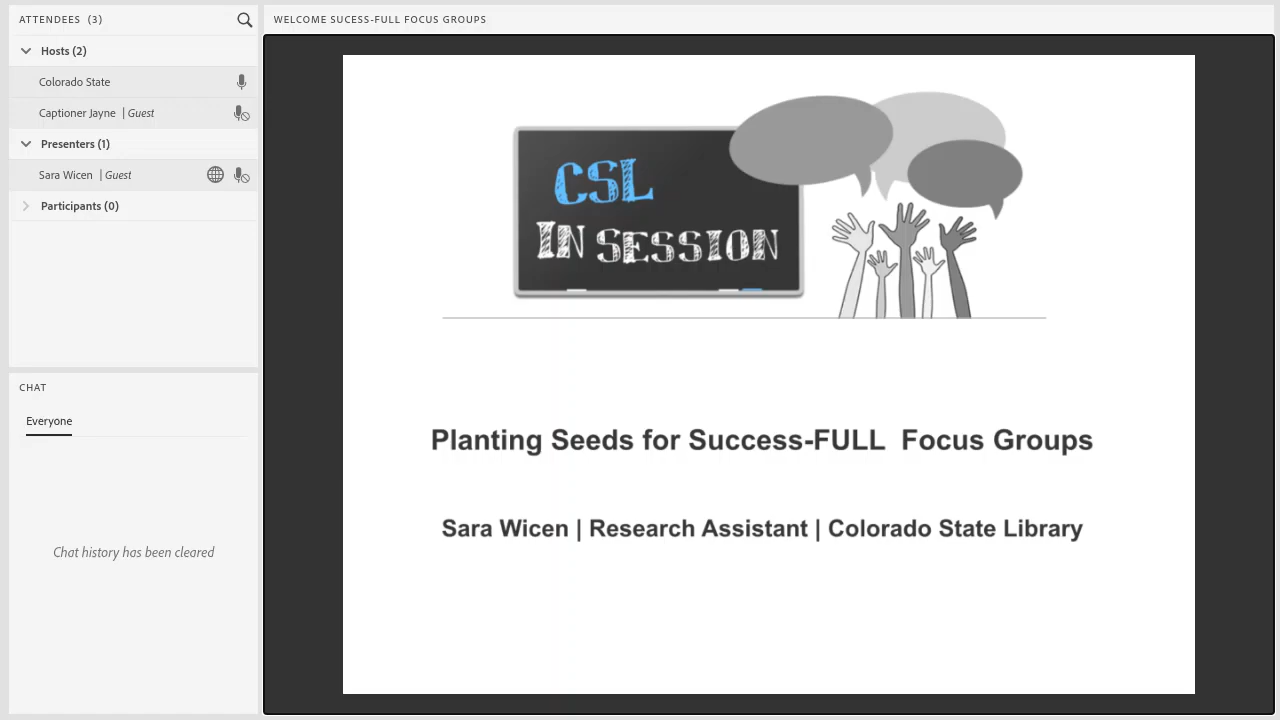 ATTENDEES (3)
Hosts (2)
Colorado State
Captioner Jayne | Guest
Presenters (1)
Sara Wicen | Guest
Participants (0)
CHAT
Everyone
Chat history has been cleared
WELCOME SUCESS-FULL FOCUS GROUPS
CSL
IN SESSION
Planting Seeds for Success-FULL Focus Groups
Sara Wicen | Research Assistant | Colorado State Library